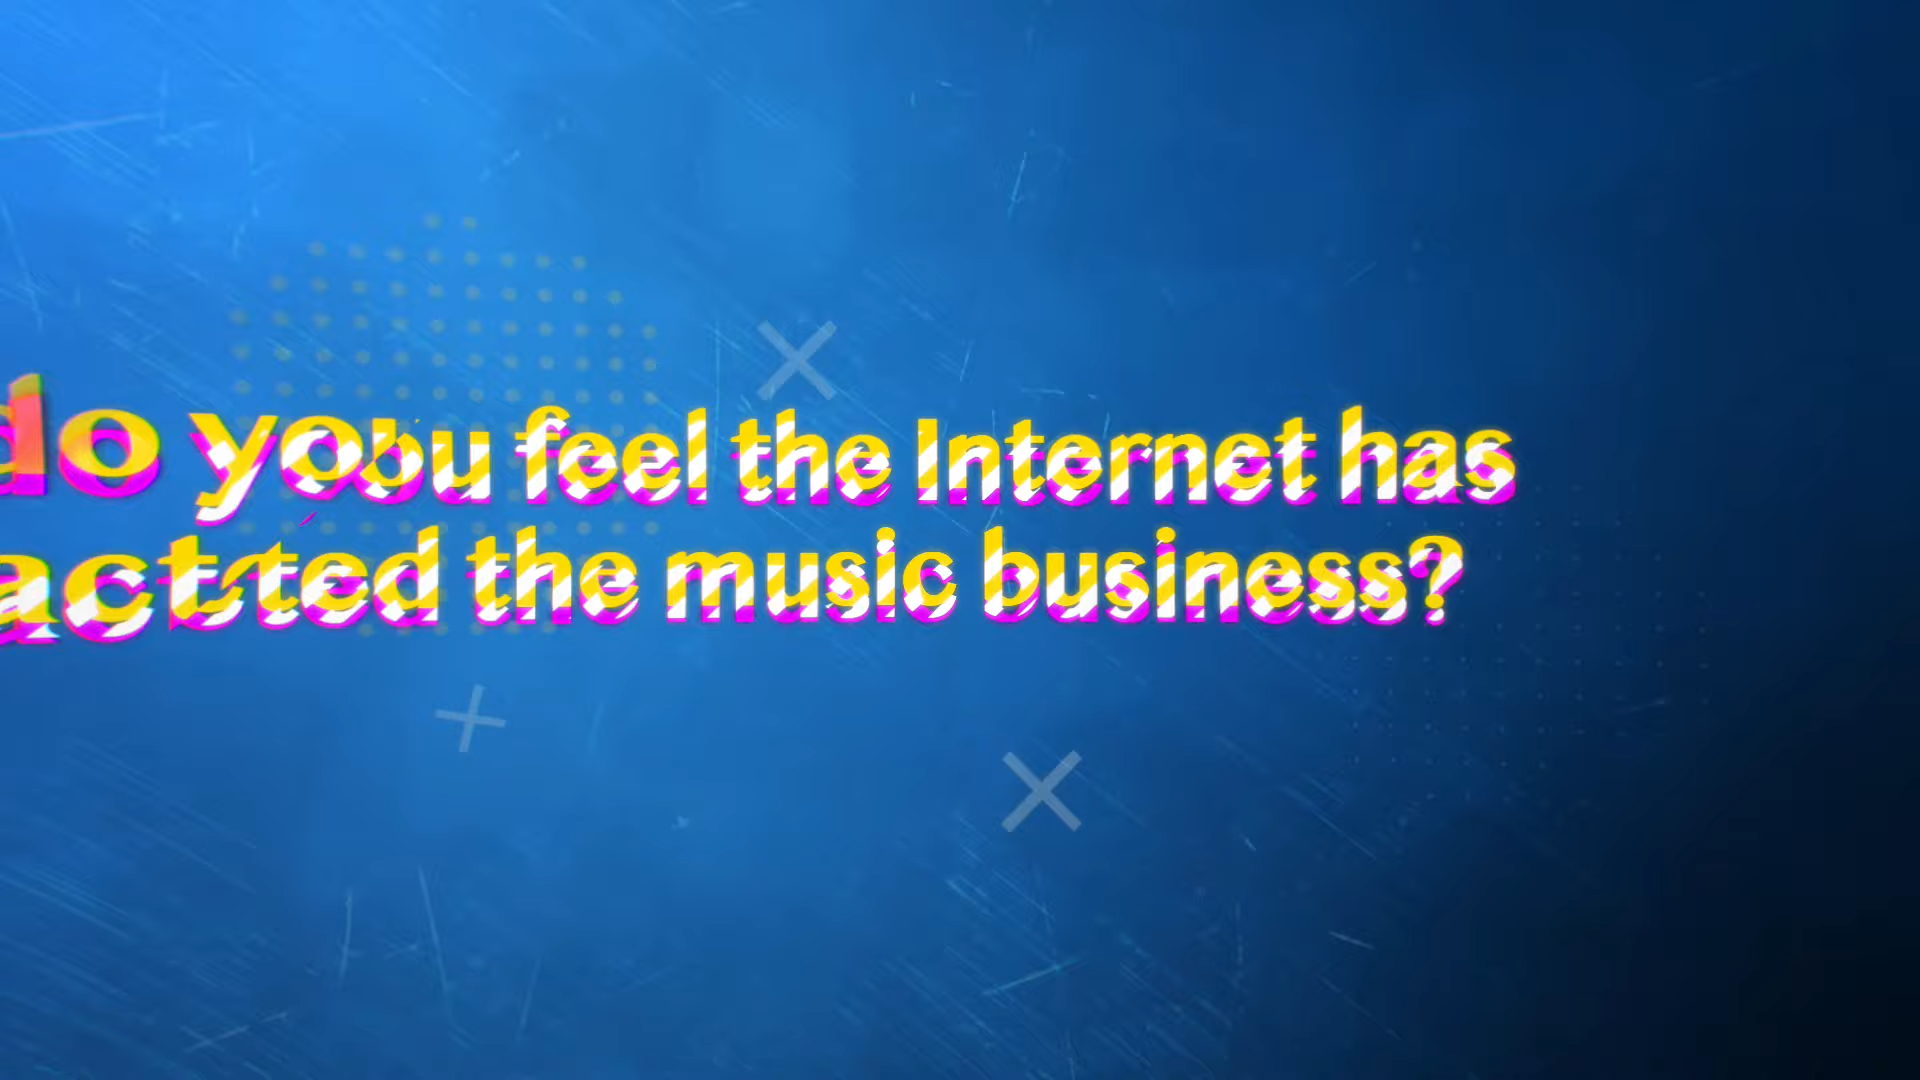 do you feel the Internet has
acted the music business?